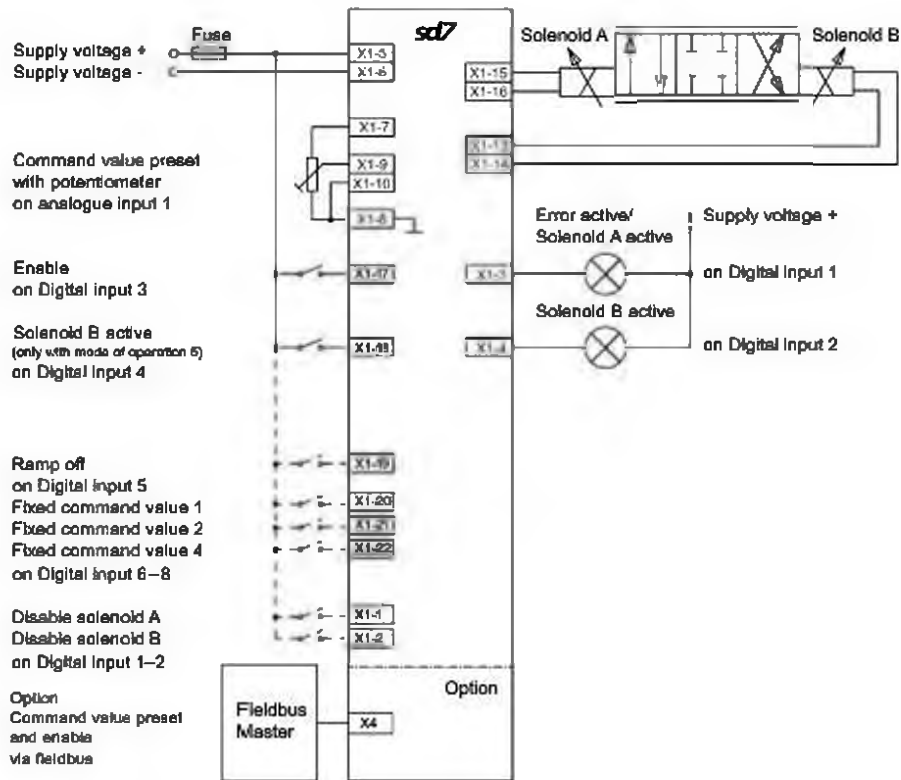 sd7
Fuse
Supply voltage +
Supply voltage -
X1-5
X1-6
X1-15
X1-16
Solenoid A
Solenoid B
X1-7
X1-13
X1-14
Command value preset
with potentiometer
on analogue input 1
X1-9
X1-10
X1-8
Error active/
Solenoid A active
Supply voltage +
Enable
on Digital input 3
X1-17
X1-3
on Digital Input 1
Solenoid B active
Solenoid B active
(only with mode of operation 5)
on Digital Input 4
X1-18
X1-4
on Digital Input 2
Ramp off
on Digital Input 5
X1-19
Fixed command value 1
X1-20
Fixed command value 2
X1-21
Fixed command value 4
X1-22
on Digital Input 6–8
Disable solenoid A
X1-1
Disable solenoid B
X1-2
on Digital Input 1–2
Option
Option
Command value preset
and enable
via fieldbus
Fieldbus
Master
X4